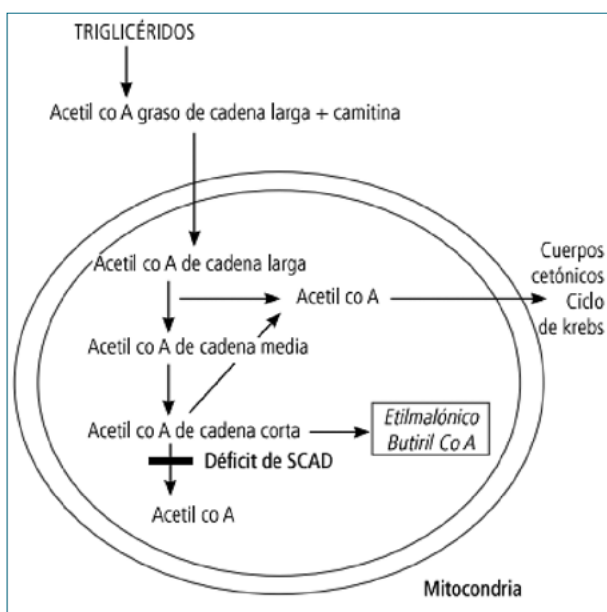 TRIGLICÉRIDOS
Acetil co A graso de cadena larga + camitina
Acetil co A de cadena larga
Acetil co A
Cuerpos
cetónicos
Ciclo
de krebs
Acetil co A de cadena media
Acetil co A de cadena corta
Etilmalónico
Butiril Co A
Déficit de SCAD
Acetil co A
Mitocondria